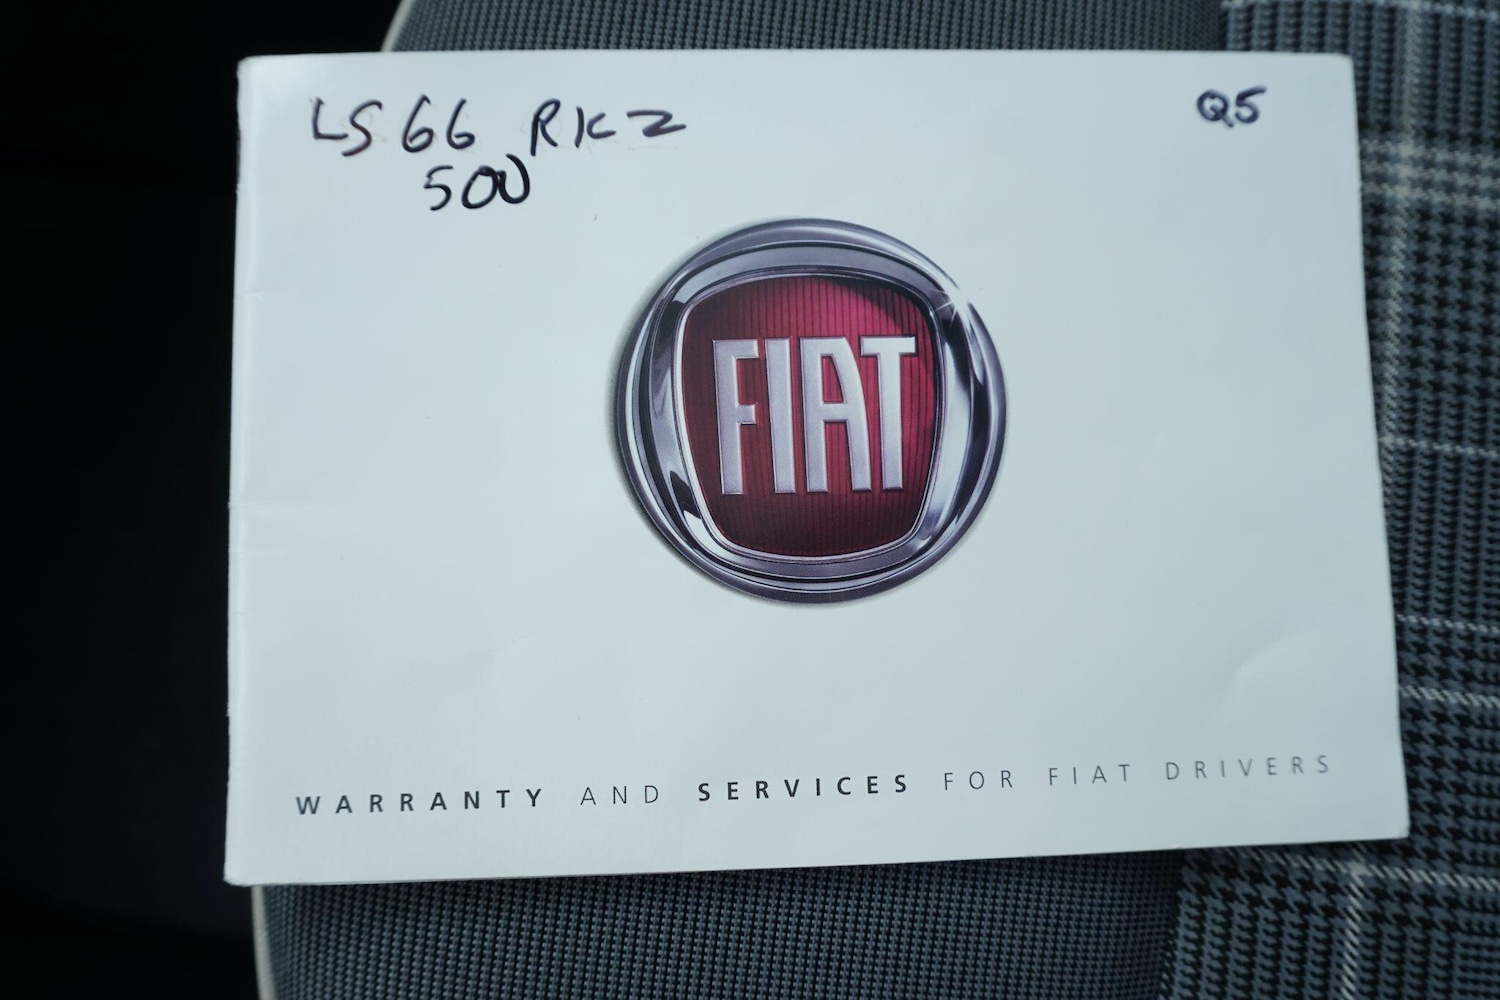 LS66 RKZ
Q5
500
FIAT
WARRANTY AND SERVICES FOR FIAT DRIVERS